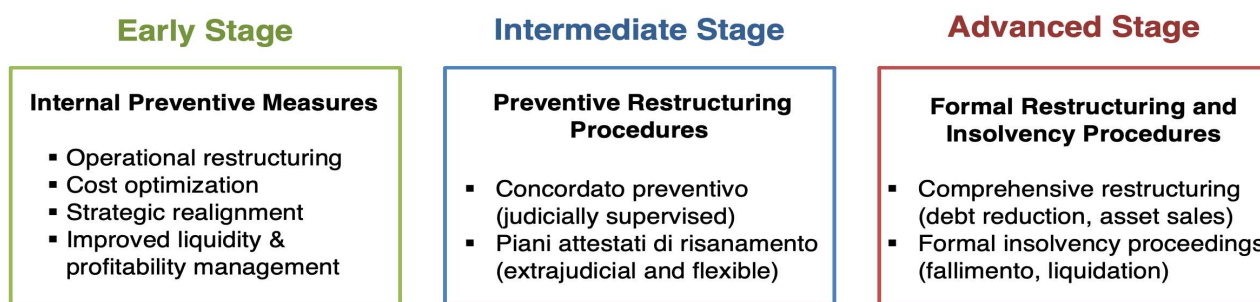 Early Stage
Internal Preventive Measures
▪ Operational restructuring
▪ Cost optimization
▪ Strategic realignment
▪ Improved liquidity &
profitability management
Intermediate Stage
Preventive Restructuring
Procedures
▪ Concordato preventivo
(judicially supervised)
▪ Piani attestati di risanamento
(extrajudicial and flexible)
Advanced Stage
Formal Restructuring and
Insolvency Procedures
▪ Comprehensive restructuring
(debt reduction, asset sales)
▪ Formal insolvency proceedings
(fallimento, liquidation)